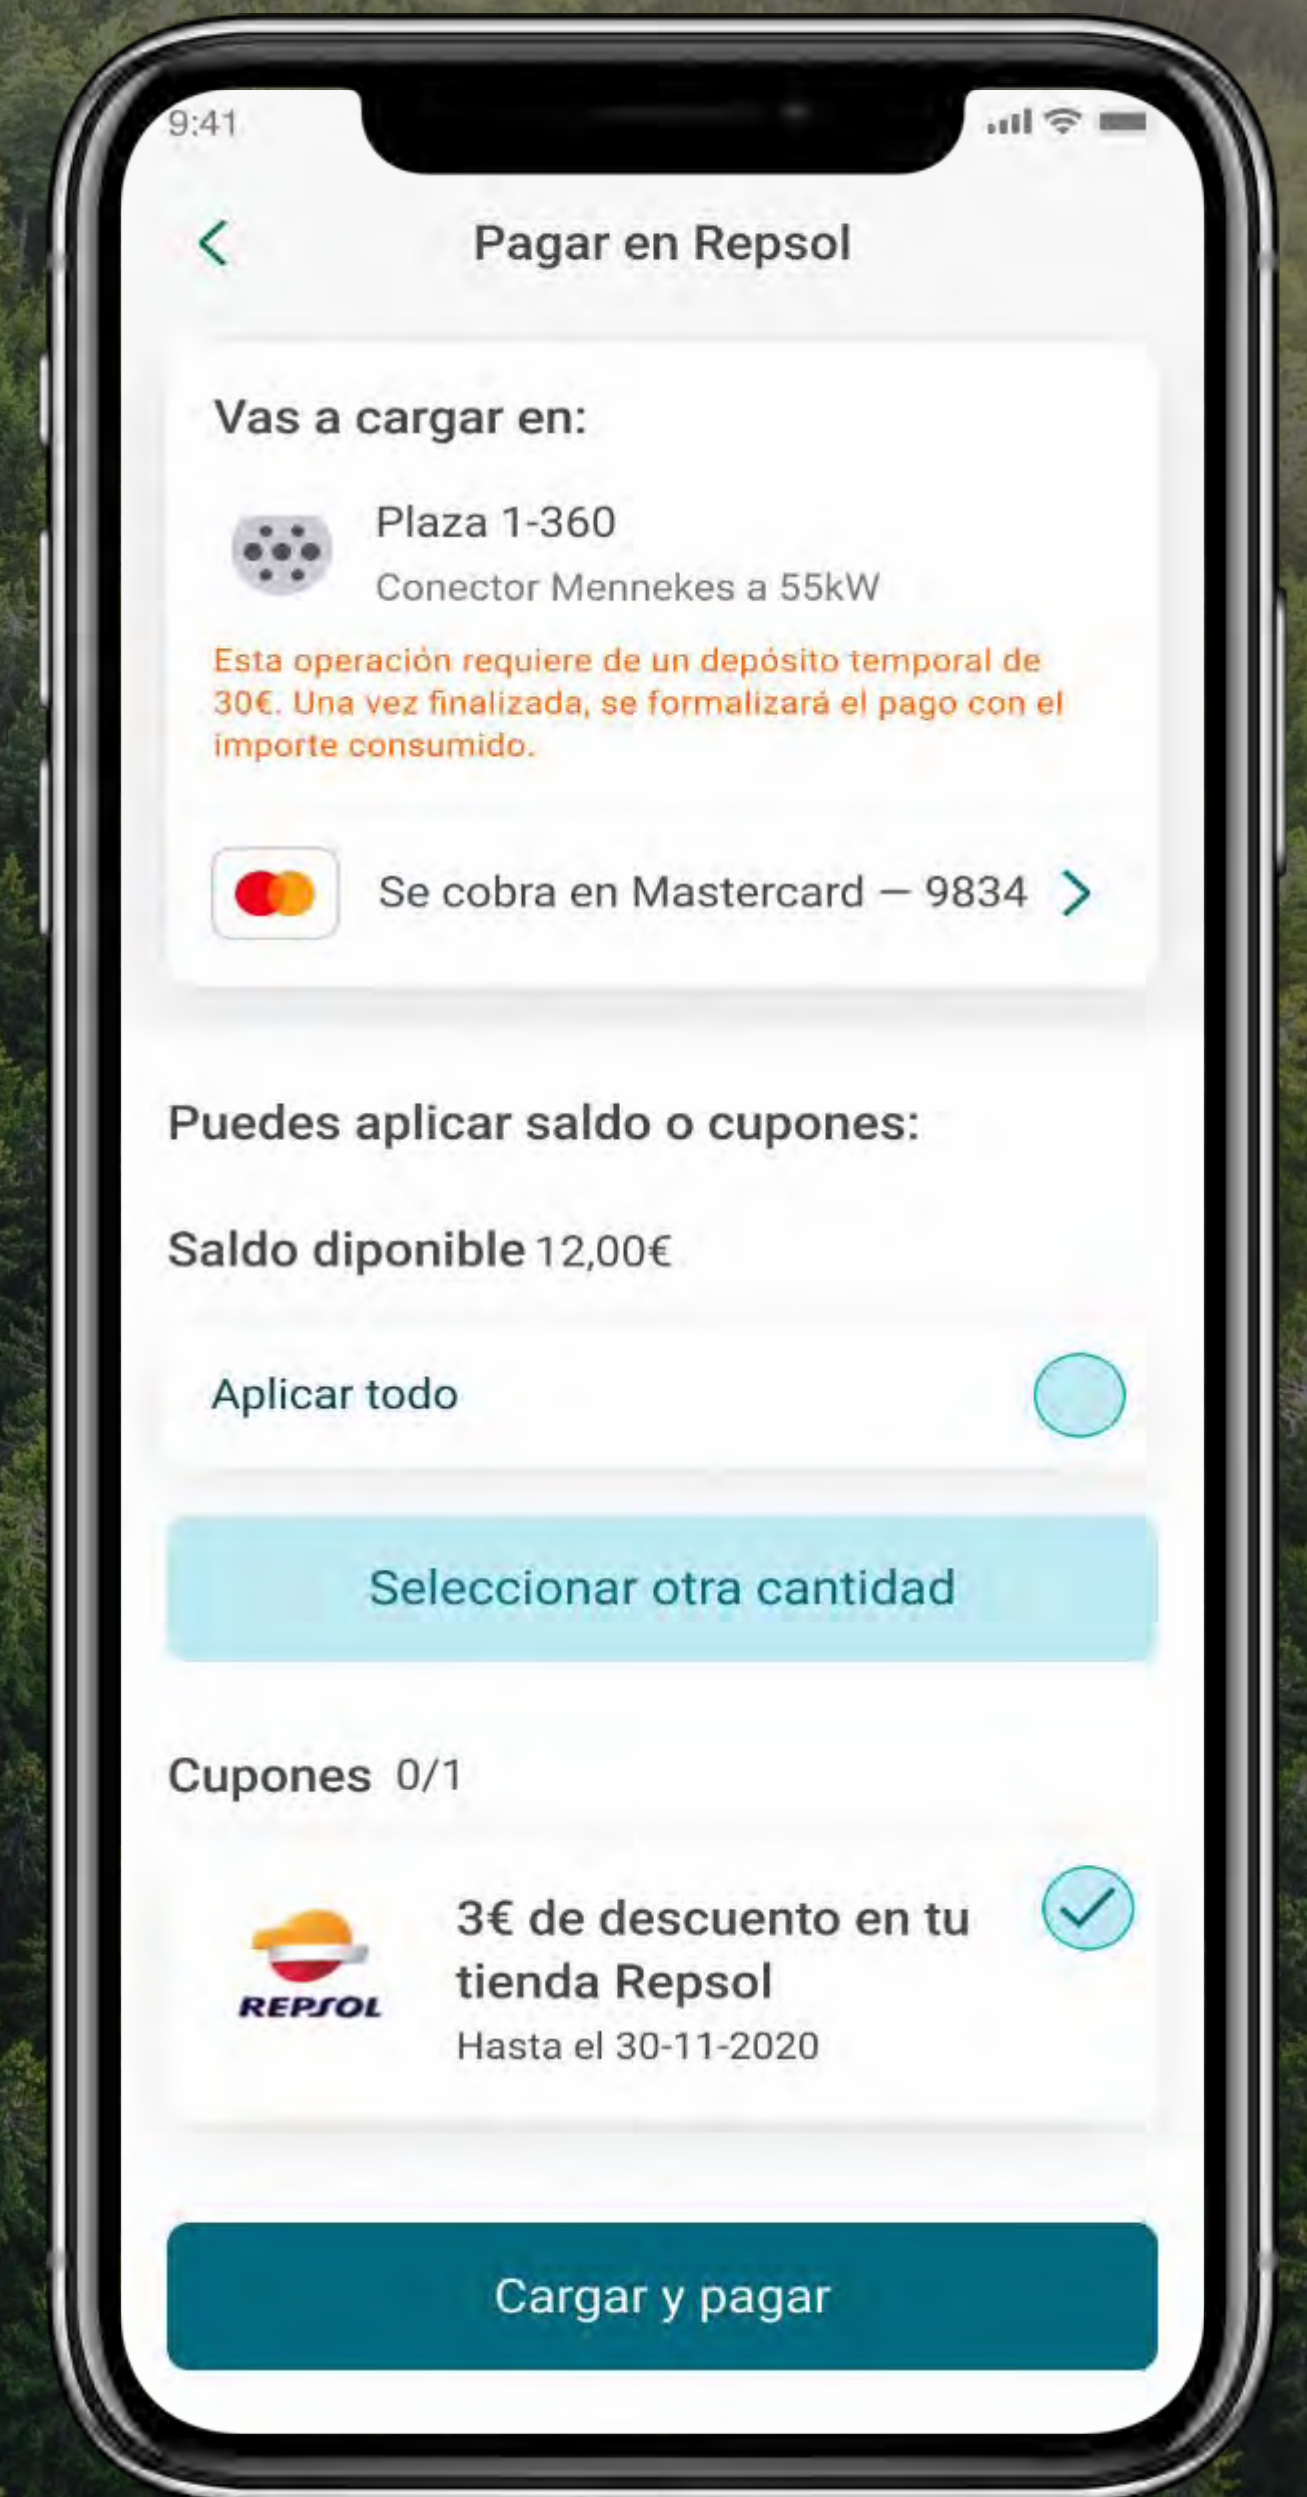 9:41
Pagar en Repsol
Vas a cargar en:
Plaza 1-360
Conector Mennekes a 55kW
Esta operación requiere de un depósito temporal de
30€. Una vez finalizada, se formalizará el pago con el
importe consumido.
Se cobra en Mastercard — 9834
Puedes aplicar saldo o cupones:
Saldo diponible 12,00€
Aplicar todo
Seleccionar otra cantidad
Cupones 0/1
3€ de descuento en tu
tienda Repsol
Hasta el 30-11-2020
REPSOL
Cargar y pagar